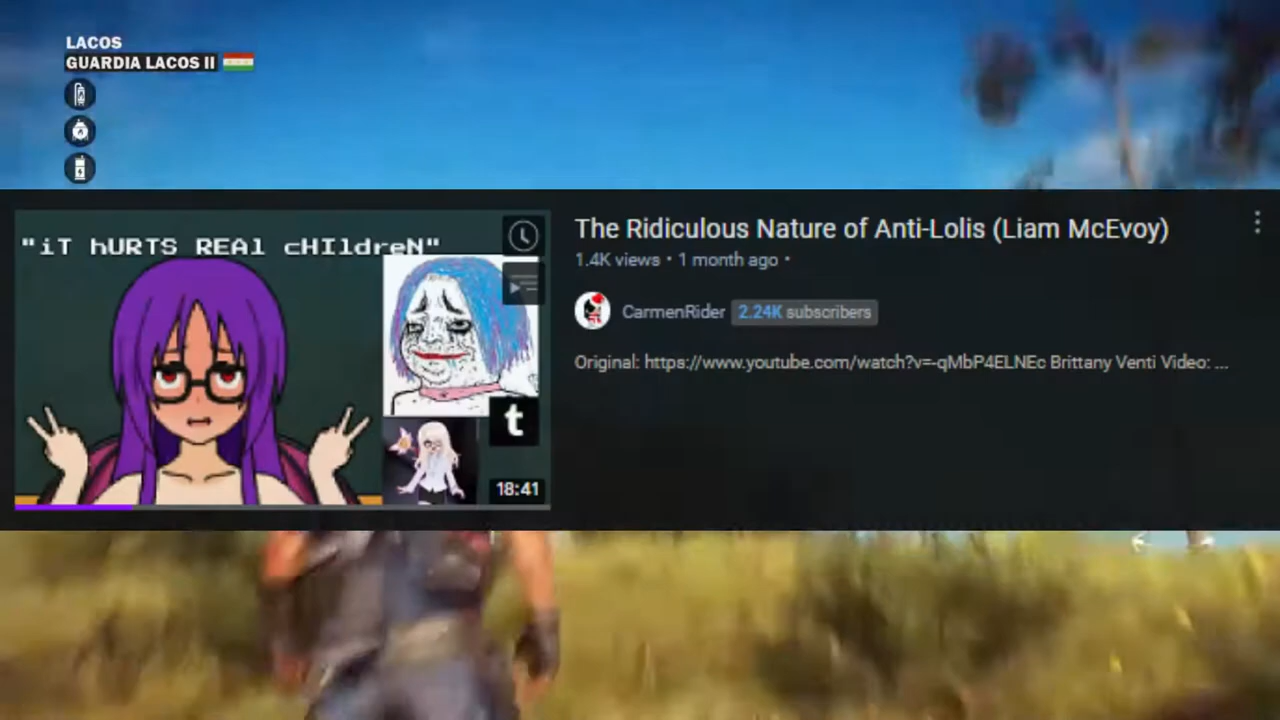 LACOS
GUARDIA LACOS II
"iT hURTS REAl cHIldreN"
t
18:41
The Ridiculous Nature of Anti-Lolis (Liam McEvoy)
1.4K views • 1 month ago •
CarmenRider 2.24K subscribers
Original: https://www.youtube.com/watch?v=-qMbP4ELNEc Brittany Venti Video: ...